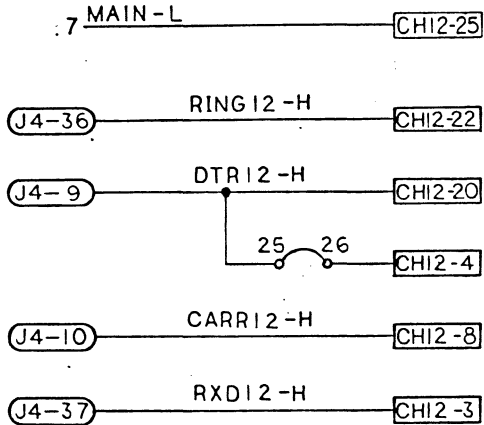 :7 MAIN-L CH12-25
J4-36 RING12-H CH12-22
J4-9 DTR12-H CH12-20
25 26 CH12-4
J4-10 CARR12-H CH12-8
J4-37 RXD12-H CH12-3